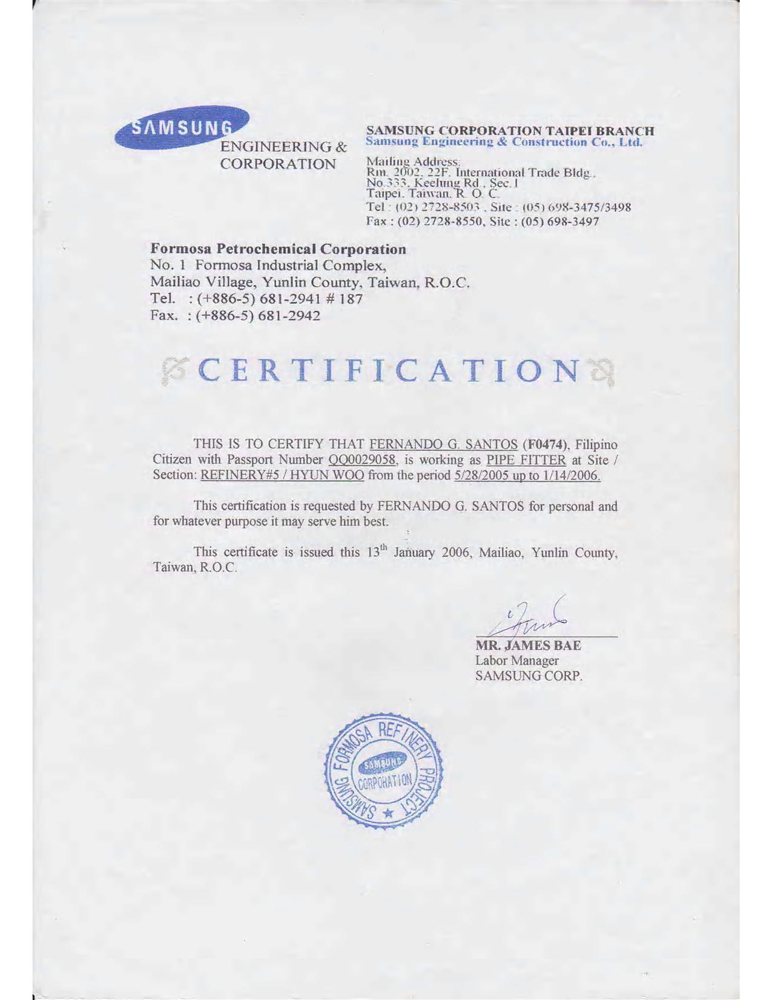 SAMSUNG
ENGINEERING &
CORPORATION
SAMSUNG CORPORATION TAIPEI BRANCH
Samsung Engineering & Construction Co., Ltd.
Mailing Address:
Rm. 2002, 22F, International Trade Bldg.,
No.333, Keelung Rd., Sec.1
Taipei, Taiwan, R. O. C.
Tel : (02) 2728-8503 , Site : (05) 698-3475/3498
Fax : (02) 2728-8550, Site : (05) 698-3497
Formosa Petrochemical Corporation
No. 1 Formosa Industrial Complex,
Mailiao Village, Yunlin County, Taiwan, R.O.C.
Tel. : (+886-5) 681-2941 # 187
Fax. : (+886-5) 681-2942
CERTIFICATION
THIS IS TO CERTIFY THAT FERNANDO G. SANTOS (F0474), Filipino
Citizen with Passport Number QQ0029058, is working as PIPE FITTER at Site /
Section: REFINERY#5 / HYUN WOO from the period 5/28/2005 up to 1/14/2006.
This certification is requested by FERNANDO G. SANTOS for personal and
for whatever purpose it may serve him best.
This certificate is issued this 13th January 2006, Mailiao, Yunlin County,
Taiwan, R.O.C.
MR. JAMES BAE
Labor Manager
SAMSUNG CORP.
SAMSUNG FORMOSA REFINERY PROJECT
SAMSUNG
CORPORATION